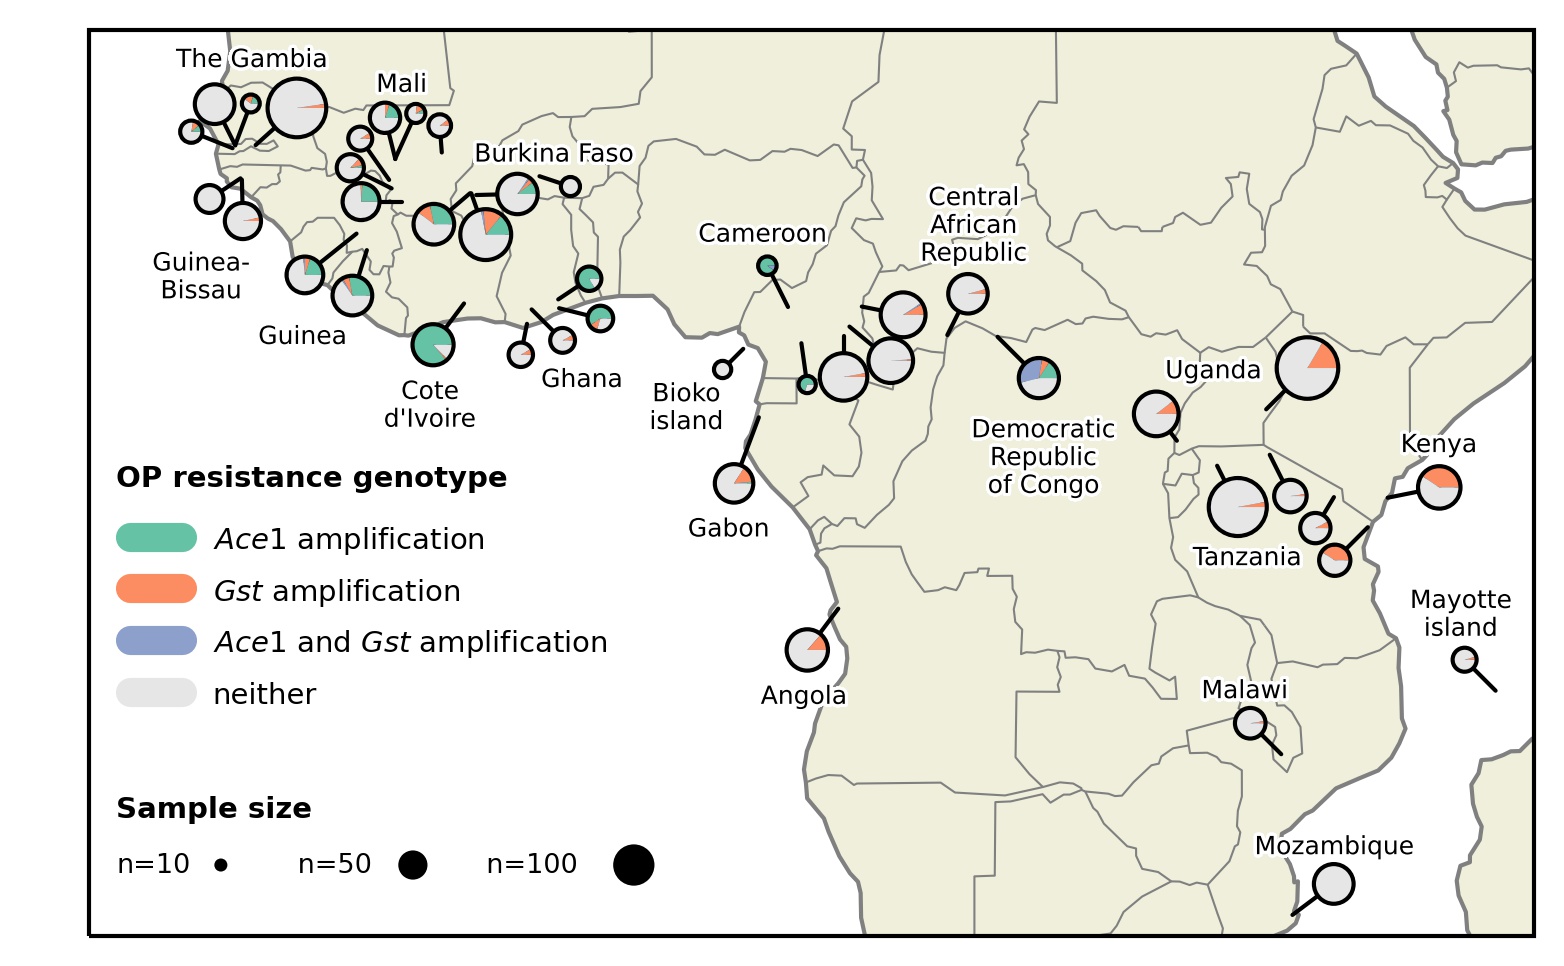 The Gambia
Mali
Burkina Faso
Central
African
Republic
Cameroon
Guinea-
Bissau
Guinea
Cote
d'Ivoire
Ghana
Bioko
island
Uganda
Democratic
Republic
of Congo
Kenya
Gabon
Tanzania
Mayotte
island
Angola
Malawi
Mozambique
OP resistance genotype
Ace1 amplification
Gst amplification
Ace1 and Gst amplification
neither
Sample size
n=10 n=50 n=100